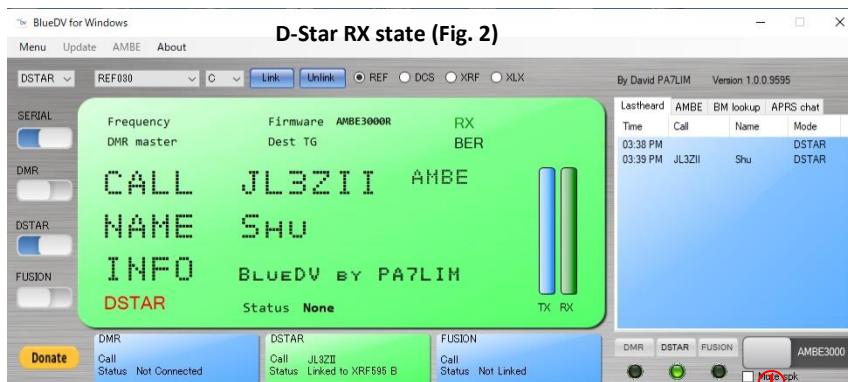 BlueDV for Windows
D-Star RX state (Fig. 2)
Menu Update AMBE About
DSTAR REF030 C Link Unlink REF DCS XRF XLX
By David PA7LIM Version 1.0.0.9595
Lastheard AMBE BM lookup APRS chat
Time Call Name Mode
03:38 PM DSTAR
03:39 PM JL3ZII Shu DSTAR
SERIAL
DMR
DSTAR
FUSION
Frequency Firmware AMBE3000R RX
DMR master Dest TG BER
CALL JL3ZII AMBE
NAME Shu
INFO BlueDV by PA7LIM
DSTAR Status None TX RX
Donate
DMR
Call
Status Not Connected
DSTAR
Call JL3ZII
Status Linked to XRF595 B
FUSION
Call
Status Not Linked
DMR DSTAR FUSION AMBE3000
Mute spk